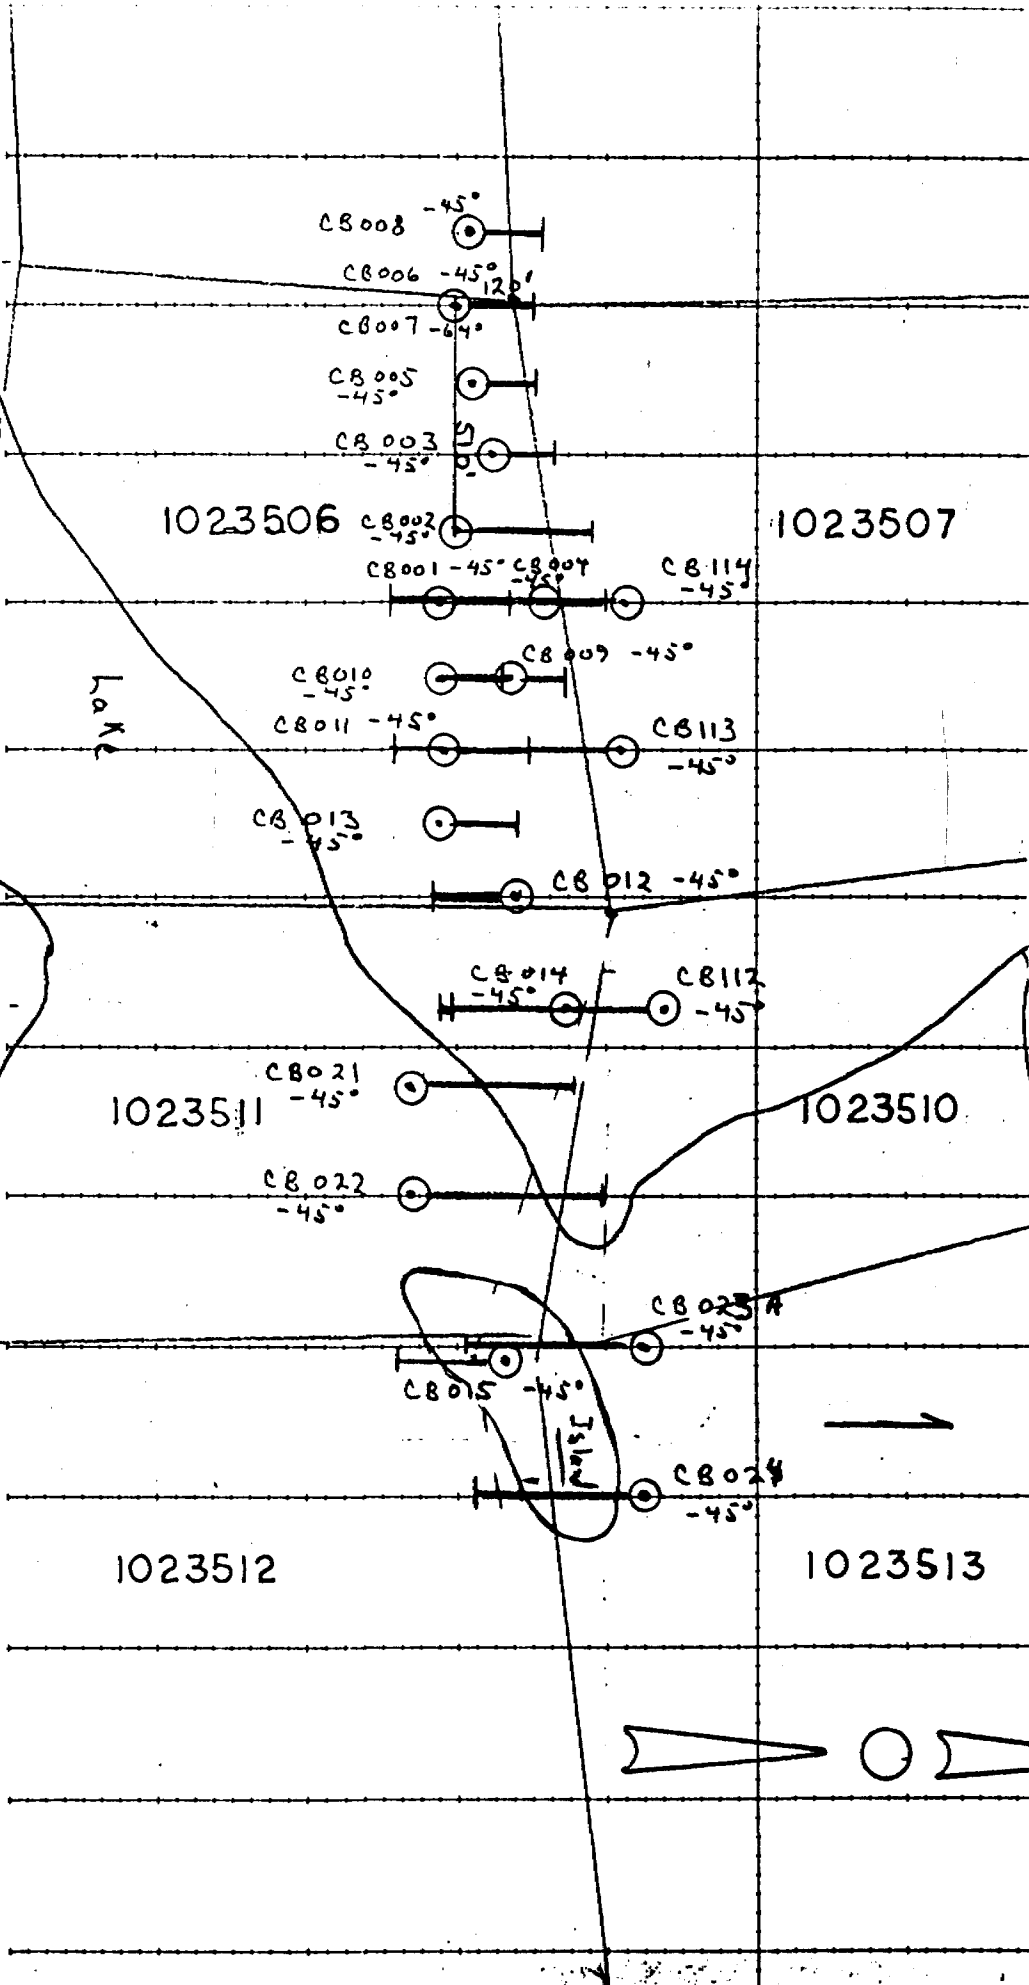 -45°
CB008
CB006 -45°
120'
CB007 -64°
CB005
-45°
CB003
-45°
510'
1023506
CB002
-45°
1023507
CB001 -45°
CB004
-45°
CB114
-45°
CB009 -45°
CB010
-45°
Lake
CB011 -45°
CB113
-45°
CB013
-45°
CB012 -45°
CB014
-45°
CB112
-45°
CB021
-45°
1023511
1023510
CB022
-45°
CB023A
-45°
CB015 -45°
Island
CB024
-45°
1023512
1023513